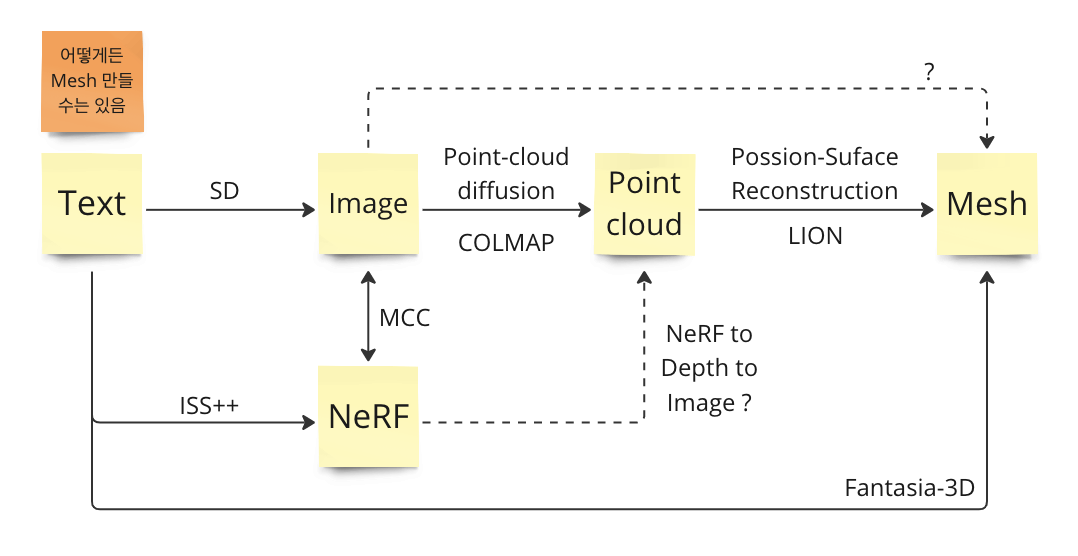 어떻게든
Mesh 만들
수는 있음
?
Text
SD
Image
Point-cloud
diffusion
COLMAP
Point
cloud
Possion-Suface
Reconstruction
LION
Mesh
MCC
NeRF to
Depth to
Image ?
ISS++
NeRF
Fantasia-3D